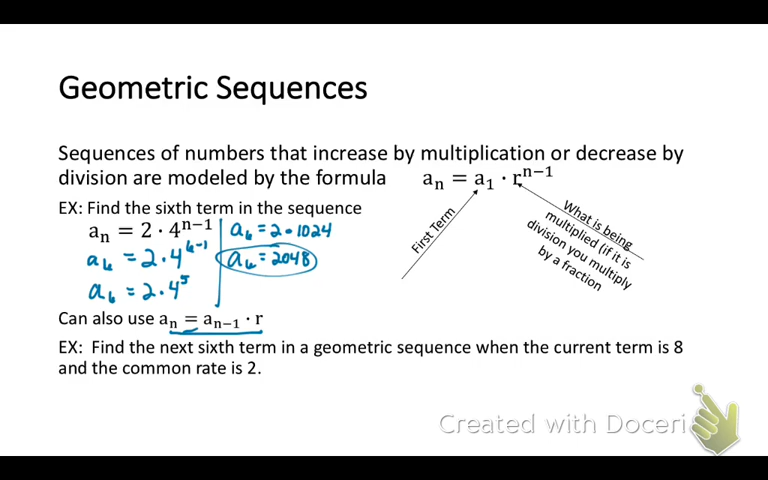 Geometric Sequences
Sequences of numbers that increase by multiplication or decrease by
division are modeled by the formula aₙ = a₁ · rⁿ⁻¹
EX: Find the sixth term in the sequence
aₙ = 2 · 4ⁿ⁻¹
a₆ = 2 · 4⁶⁻¹
a₆ = 2 · 4⁵
a₆ = 2 · 1024
a₆ = 2048
First Term
What is being
multiplied (if it is
division you multiply
by a fraction
Can also use aₙ = aₙ₋₁ · r
EX: Find the next sixth term in a geometric sequence when the current term is 8
and the common rate is 2.
Created with Doceri